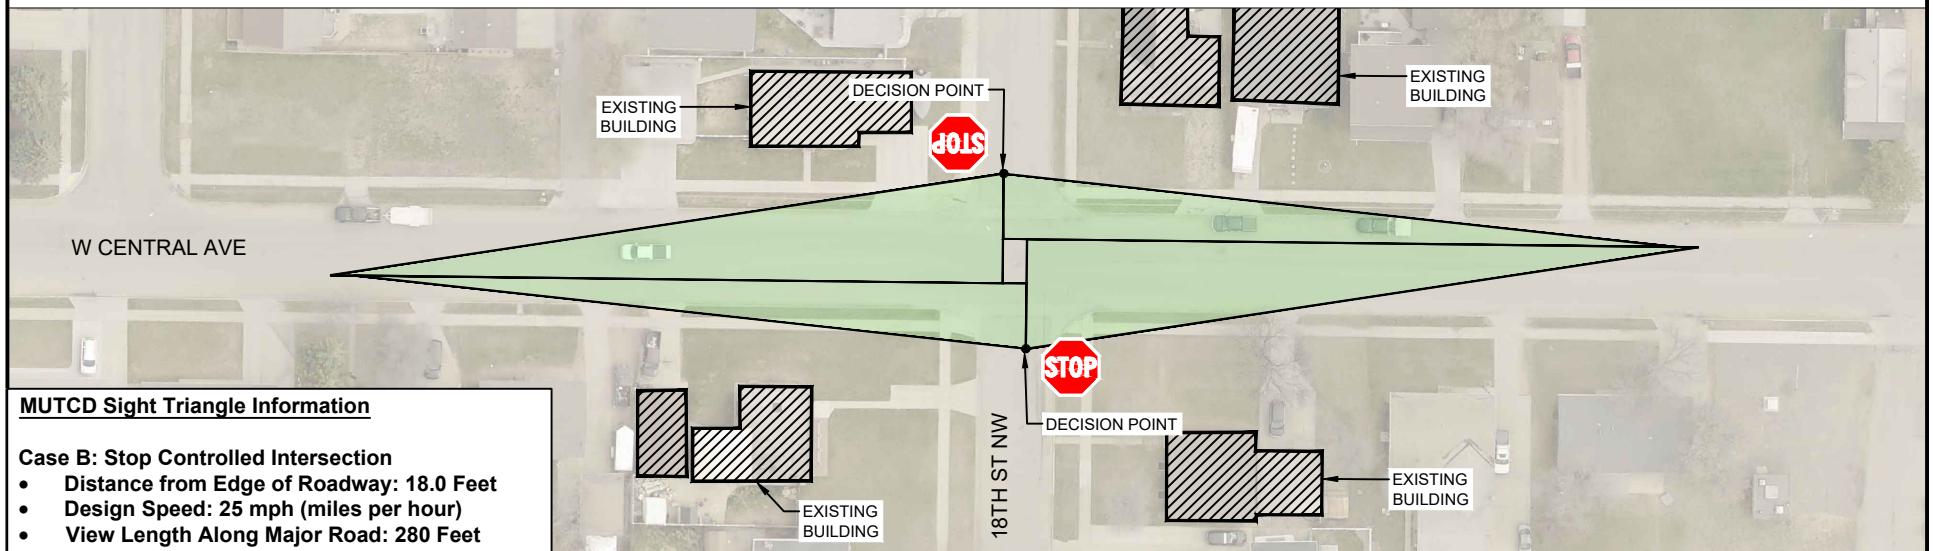 EXISTING
BUILDING
DECISION POINT
STOP
EXISTING
BUILDING
W CENTRAL AVE
STOP
DECISION POINT
18TH ST NW
EXISTING
BUILDING
EXISTING
BUILDING
MUTCD Sight Triangle Information
Case B: Stop Controlled Intersection
• Distance from Edge of Roadway: 18.0 Feet
• Design Speed: 25 mph (miles per hour)
• View Length Along Major Road: 280 Feet